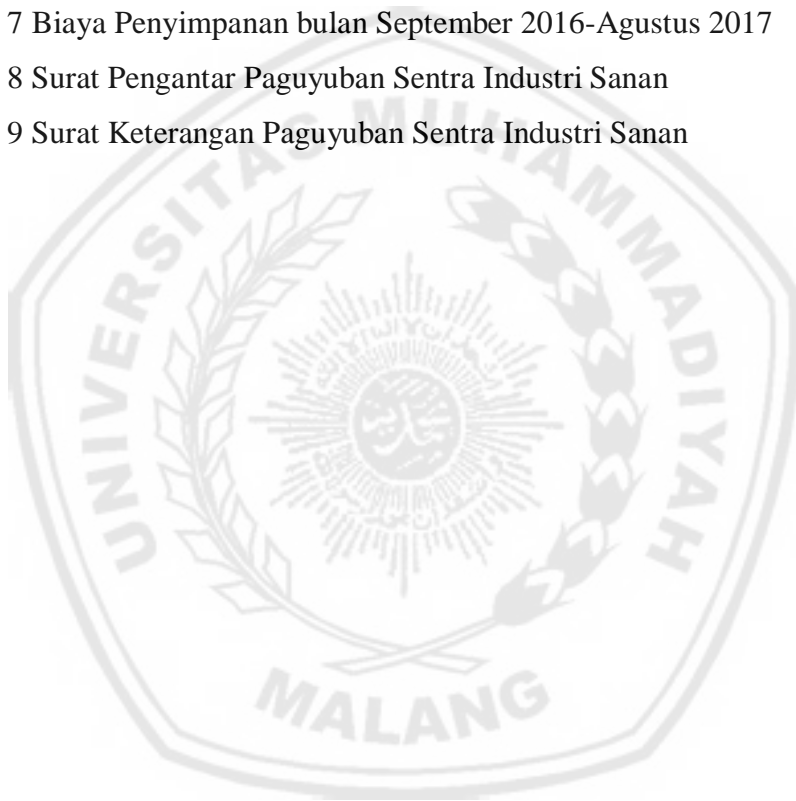 7 Biaya Penyimpanan bulan September 2016-Agustus 2017
8 Surat Pengantar Paguyuban Sentra Industri Sanan
9 Surat Keterangan Paguyuban Sentra Industri Sanan
UNIVERSITAS MUHAMMADIYAH
MALANG